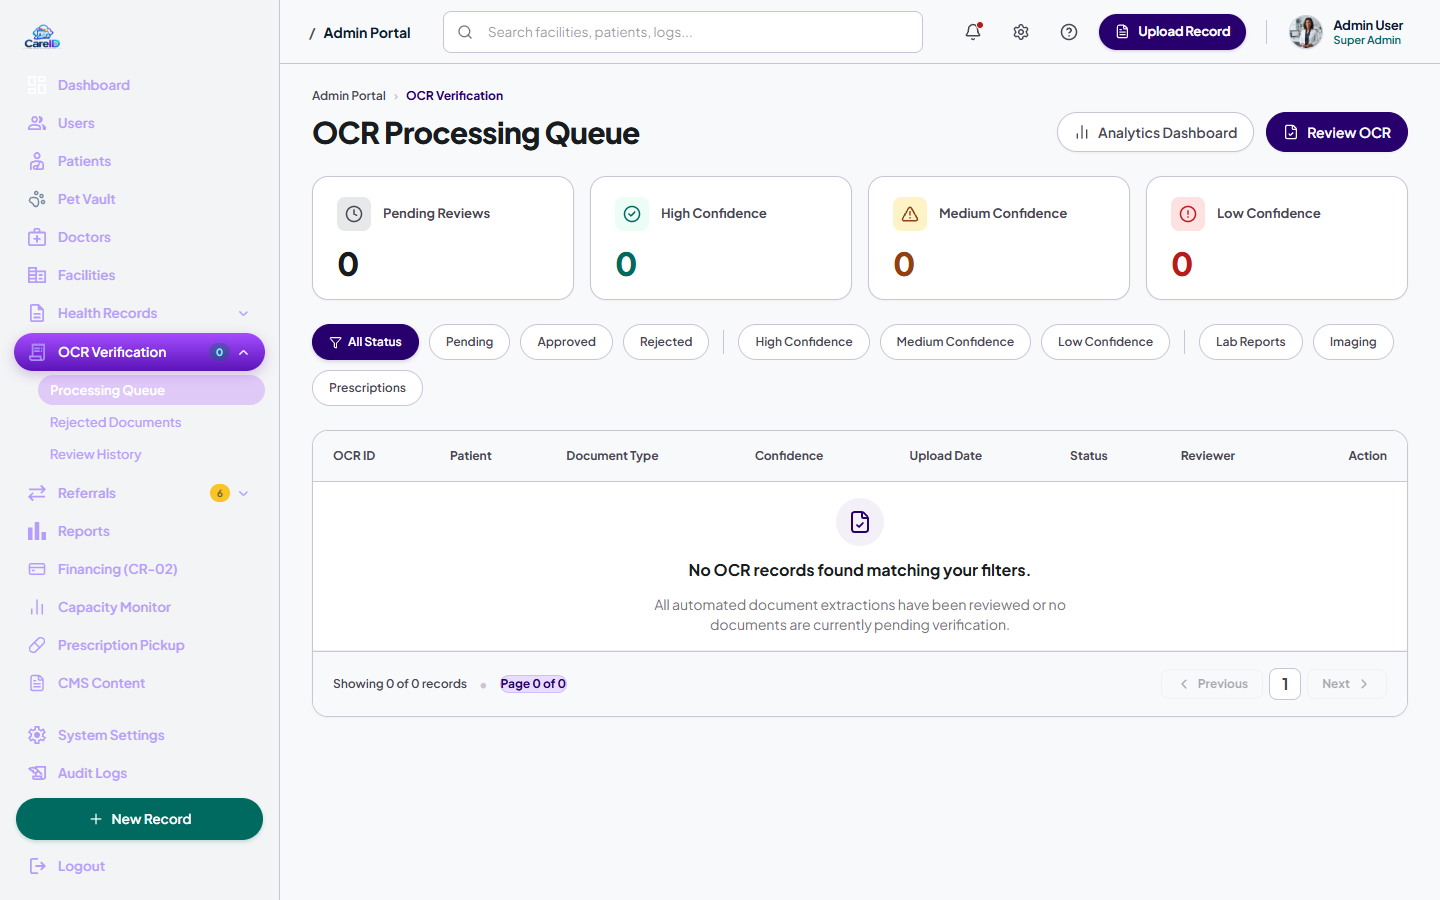 CareID
Dashboard
Users
Patients
Pet Vault
Doctors
Facilities
Health Records
OCR Verification 0
Processing Queue
Rejected Documents
Review History
Referrals 6
Reports
Financing (CR-02)
Capacity Monitor
Prescription Pickup
CMS Content
System Settings
Audit Logs
+ New Record
Logout
/ Admin Portal
Search facilities, patients, logs...
Upload Record
Admin User
Super Admin
Admin Portal › OCR Verification
OCR Processing Queue
Analytics Dashboard
Review OCR
Pending Reviews
0
High Confidence
0
Medium Confidence
0
Low Confidence
0
All Status Pending Approved Rejected High Confidence Medium Confidence Low Confidence Lab Reports Imaging
Prescriptions
OCR ID Patient Document Type Confidence Upload Date Status Reviewer Action
No OCR records found matching your filters.
All automated document extractions have been reviewed or no
documents are currently pending verification.
Showing 0 of 0 records • Page 0 of 0
Previous 1 Next